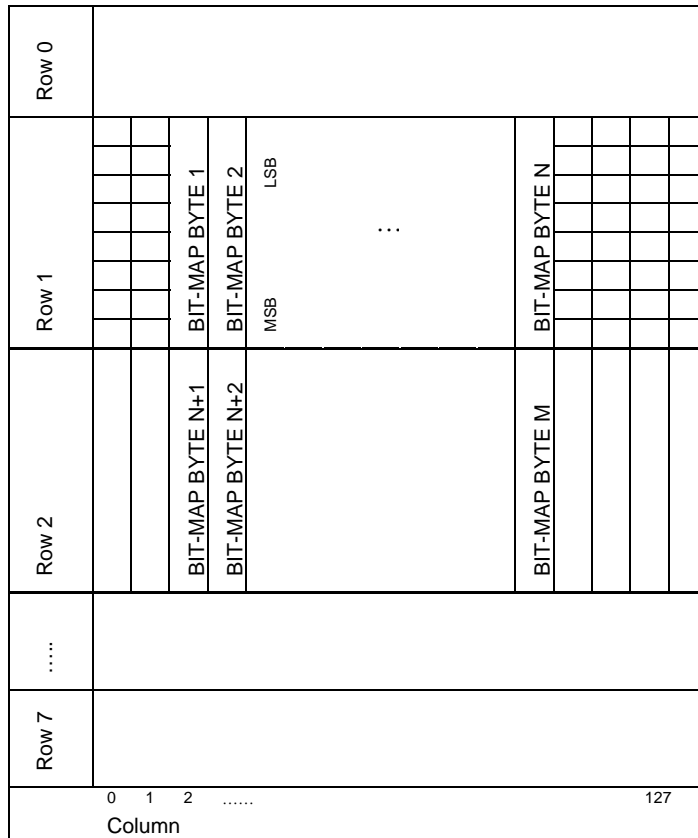 Row 0
Row 1
BIT-MAP BYTE 1
BIT-MAP BYTE 2
MSB
LSB
...
BIT-MAP BYTE N
Row 2
BIT-MAP BYTE N+1
BIT-MAP BYTE N+2
BIT-MAP BYTE M
.....
Row 7
0 1 2 ...... 127
Column